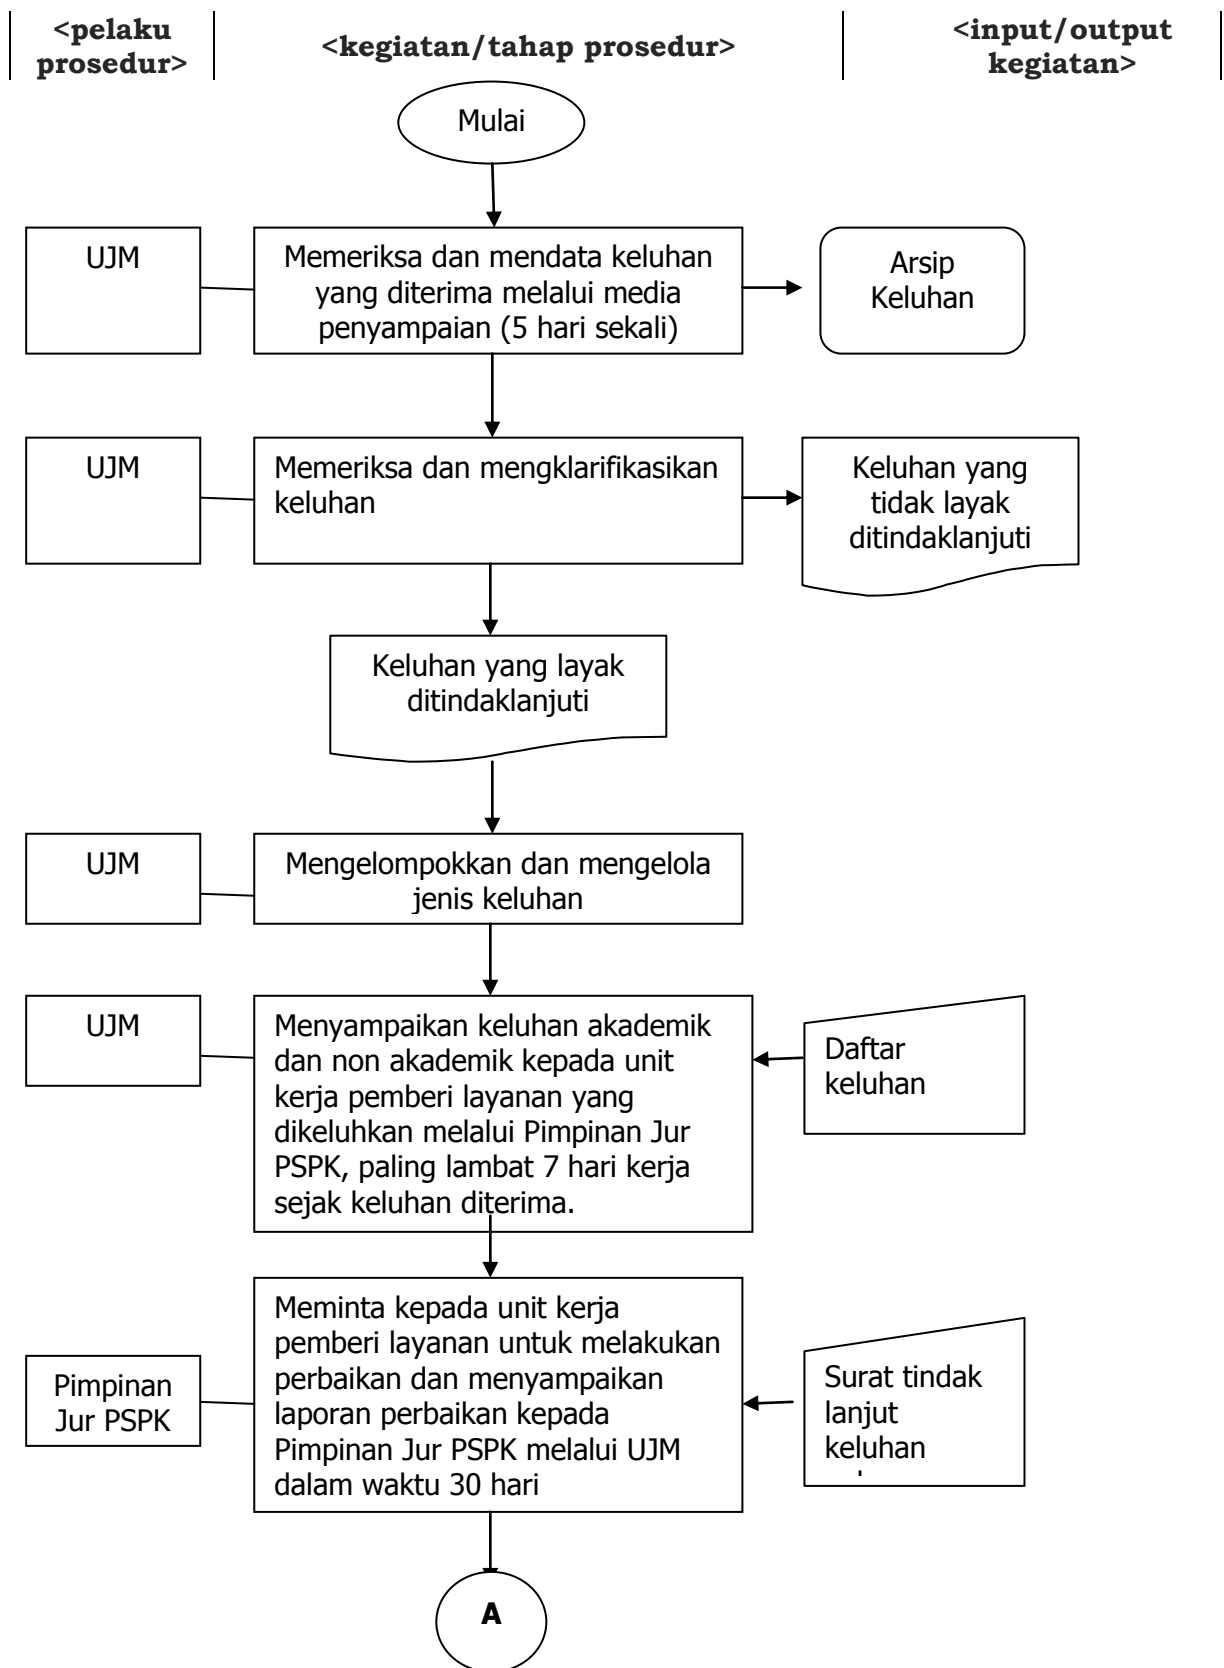 <pelaku
prosedur>
<kegiatan/tahap prosedur>
<input/output
kegiatan>
Mulai
UJM
Memeriksa dan mendata keluhan
yang diterima melalui media
penyampaian (5 hari sekali)
Arsip
Keluhan
UJM
Memeriksa dan mengklarifikasikan
keluhan
Keluhan yang
tidak layak
ditindaklanjuti
Keluhan yang layak
ditindaklanjuti
UJM
Mengelompokkan dan mengelola
jenis keluhan
UJM
Menyampaikan keluhan akademik
dan non akademik kepada unit
kerja pemberi layanan yang
dikeluhkan melalui Pimpinan Jur
PSPK, paling lambat 7 hari kerja
sejak keluhan diterima.
Daftar
keluhan
Pimpinan
Jur PSPK
Meminta kepada unit kerja
pemberi layanan untuk melakukan
perbaikan dan menyampaikan
laporan perbaikan kepada
Pimpinan Jur PSPK melalui UJM
dalam waktu 30 hari
Surat tindak
lanjut
keluhan
A